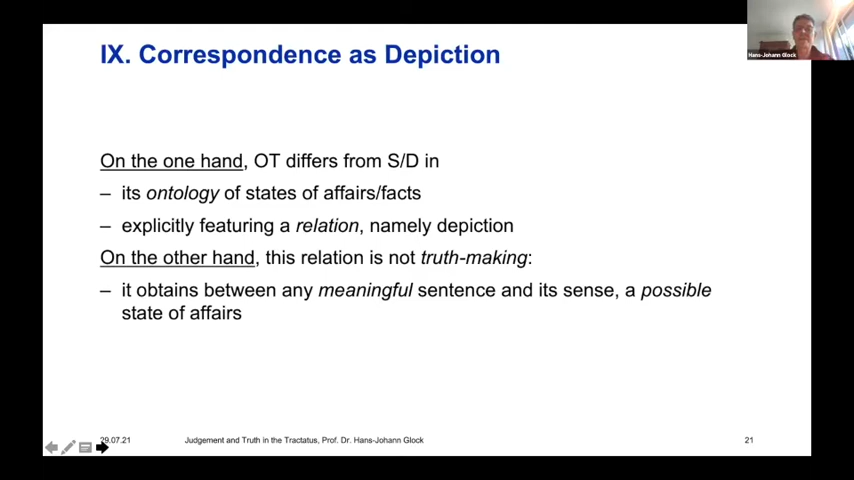 IX. Correspondence as Depiction
Hans-Johann Glock
On the one hand, OT differs from S/D in
– its ontology of states of affairs/facts
– explicitly featuring a relation, namely depiction
On the other hand, this relation is not truth-making:
– it obtains between any meaningful sentence and its sense, a possible
state of affairs
29.07.21
Judgement and Truth in the Tractatus, Prof. Dr. Hans-Johann Glock
21